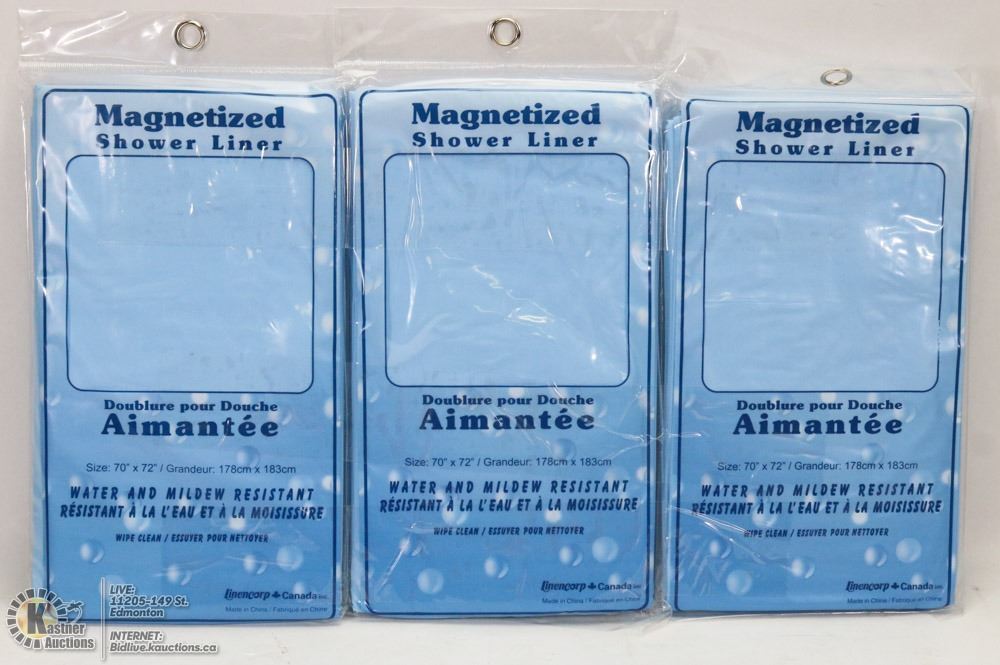 Magnetized
Shower Liner
Doublure pour Douche
Aimantée
Size: 70" x 72" / Grandeur: 178cm x 183cm
WATER AND MILDEW RESISTANT
RÉSISTANT À LA L'EAU ET À LA MOISISSURE
WIPE CLEAN / ESSUYER POUR NETTOYER
Linencorp Canada Inc.
Made in China / Fabriqué en Chine
Magnetized
Shower Liner
Doublure pour Douche
Aimantée
Size: 70" x 72" / Grandeur: 178cm x 183cm
WATER AND MILDEW RESISTANT
RÉSISTANT À LA L'EAU ET À LA MOISISSURE
WIPE CLEAN / ESSUYER POUR NETTOYER
Linencorp Canada Inc.
Made in China / Fabriqué en Chine
Magnetized
Shower Liner
Doublure pour Douche
Aimantée
Size: 70" x 72" / Grandeur: 178cm x 183cm
WATER AND MILDEW RESISTANT
RÉSISTANT À LA L'EAU ET À LA MOISISSURE
WIPE CLEAN / ESSUYER POUR NETTOYER
Linencorp Canada Inc.
Made in China / Fabriqué en Chine
Kastner
Auctions
LIVE:
11205-149 St.
Edmonton
INTERNET:
Bidlive.kauctions.ca